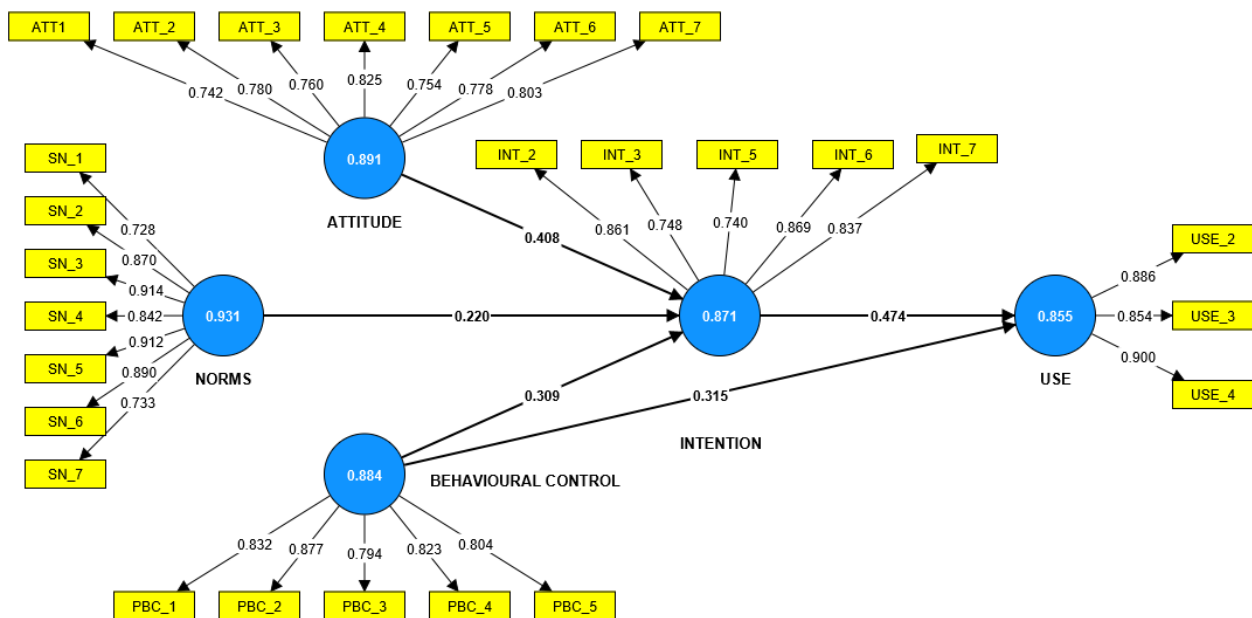 ATT1 ATT_2 ATT_3 ATT_4 ATT_5 ATT_6 ATT_7
0.742 0.780 0.760 0.825 0.754 0.778 0.803
0.891
ATTITUDE
SN_1
SN_2
SN_3
SN_4
SN_5
SN_6
SN_7
0.728
0.870
0.914
0.842
0.912
0.890
0.733
0.931
NORMS
INT_2 INT_3 INT_5 INT_6 INT_7
0.861 0.748 0.740 0.869 0.837
0.408
0.220
0.309
0.871
INTENTION
0.474
0.315
0.855
USE
USE_2
USE_3
USE_4
0.886
0.854
0.900
0.884
BEHAVIOURAL CONTROL
0.832 0.877 0.794 0.823 0.804
PBC_1 PBC_2 PBC_3 PBC_4 PBC_5